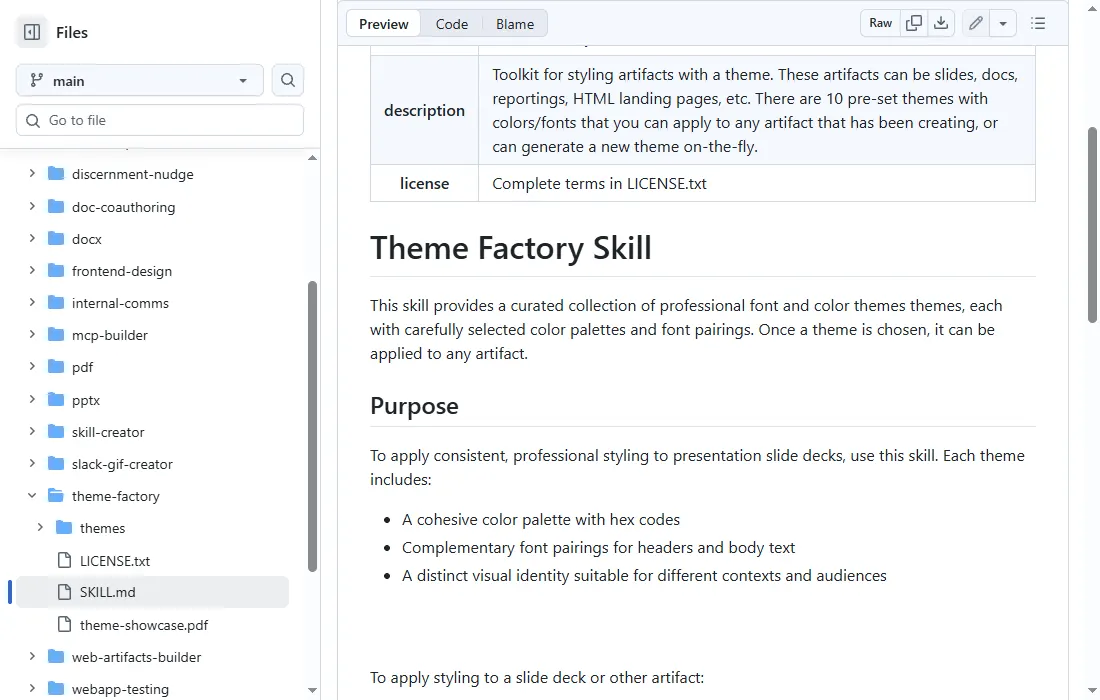 Files
main
Go to file
discernment-nudge
doc-coauthoring
docx
frontend-design
internal-comms
mcp-builder
pdf
pptx
skill-creator
slack-gif-creator
theme-factory
themes
LICENSE.txt
SKILL.md
theme-showcase.pdf
web-artifacts-builder
webapp-testing
Preview Code Blame
Raw
description
Toolkit for styling artifacts with a theme. These artifacts can be slides, docs,
reportings, HTML landing pages, etc. There are 10 pre-set themes with
colors/fonts that you can apply to any artifact that has been creating, or
can generate a new theme on-the-fly.
license
Complete terms in LICENSE.txt
Theme Factory Skill
This skill provides a curated collection of professional font and color themes themes, each
with carefully selected color palettes and font pairings. Once a theme is chosen, it can be
applied to any artifact.
Purpose
To apply consistent, professional styling to presentation slide decks, use this skill. Each theme
includes:
A cohesive color palette with hex codes
Complementary font pairings for headers and body text
A distinct visual identity suitable for different contexts and audiences
To apply styling to a slide deck or other artifact: